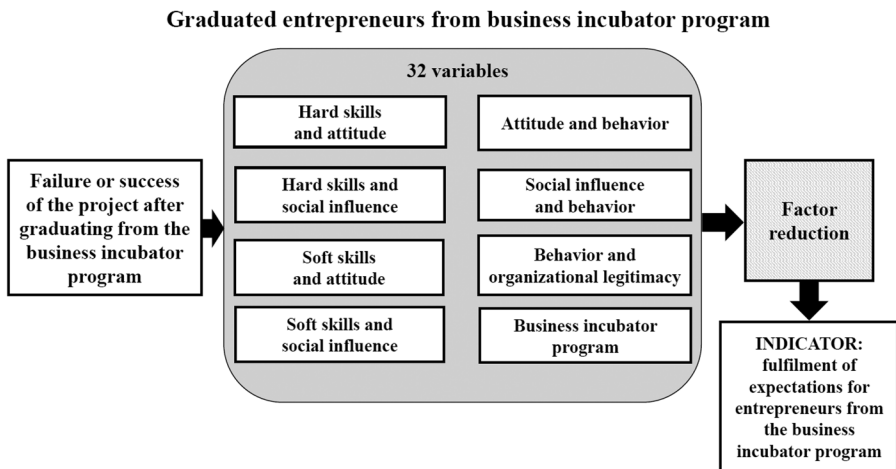 Graduated entrepreneurs from business incubator program
32 variables
Failure or success
of the project after
graduating from the
business incubator
program
Hard skills
and attitude
Hard skills and
social influence
Soft skills
and attitude
Soft skills and
social influence
Attitude and behavior
Social influence
and behavior
Behavior and
organizational legitimacy
Business incubator
program
Factor
reduction
INDICATOR:
fulfilment of
expectations for
entrepreneurs from
the business
incubator program